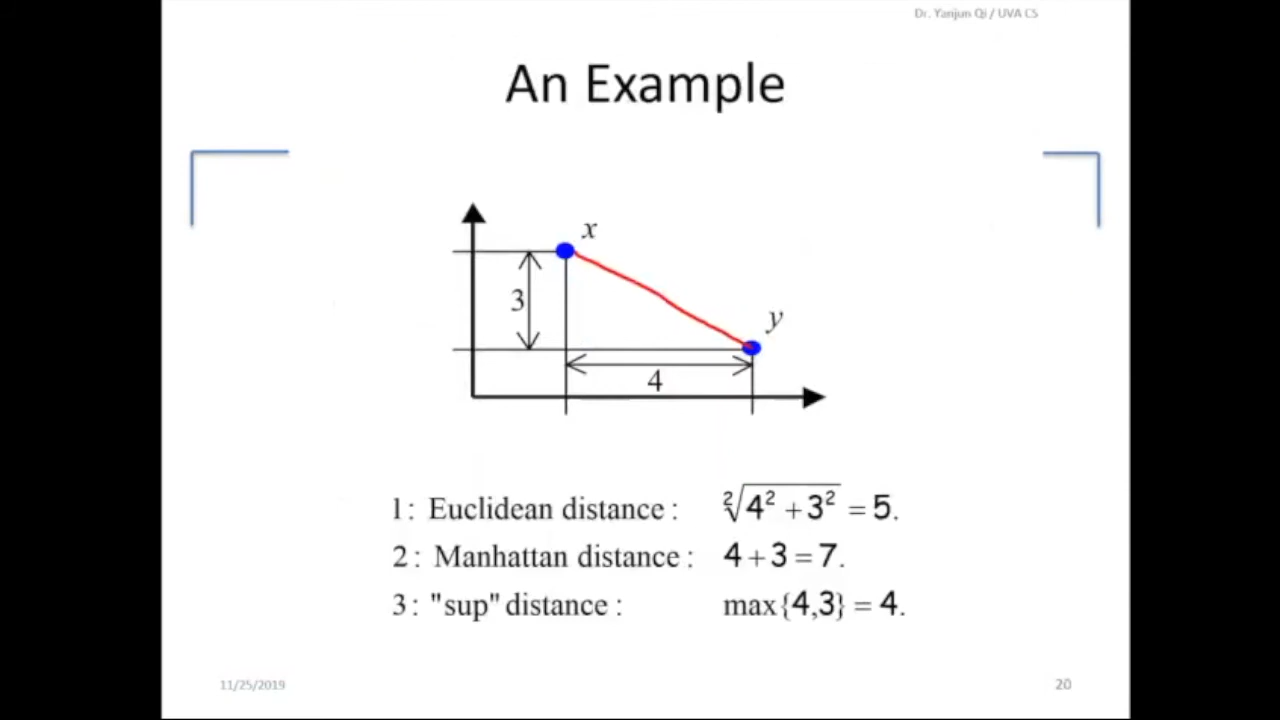 Dr. Yanjun Qi / UVA CS
An Example
x
3
y
4
1: Euclidean distance: \sqrt[2]{4² + 3²} = 5.
2: Manhattan distance: 4 + 3 = 7.
3: "sup" distance: max{4,3} = 4.
11/25/2019
20